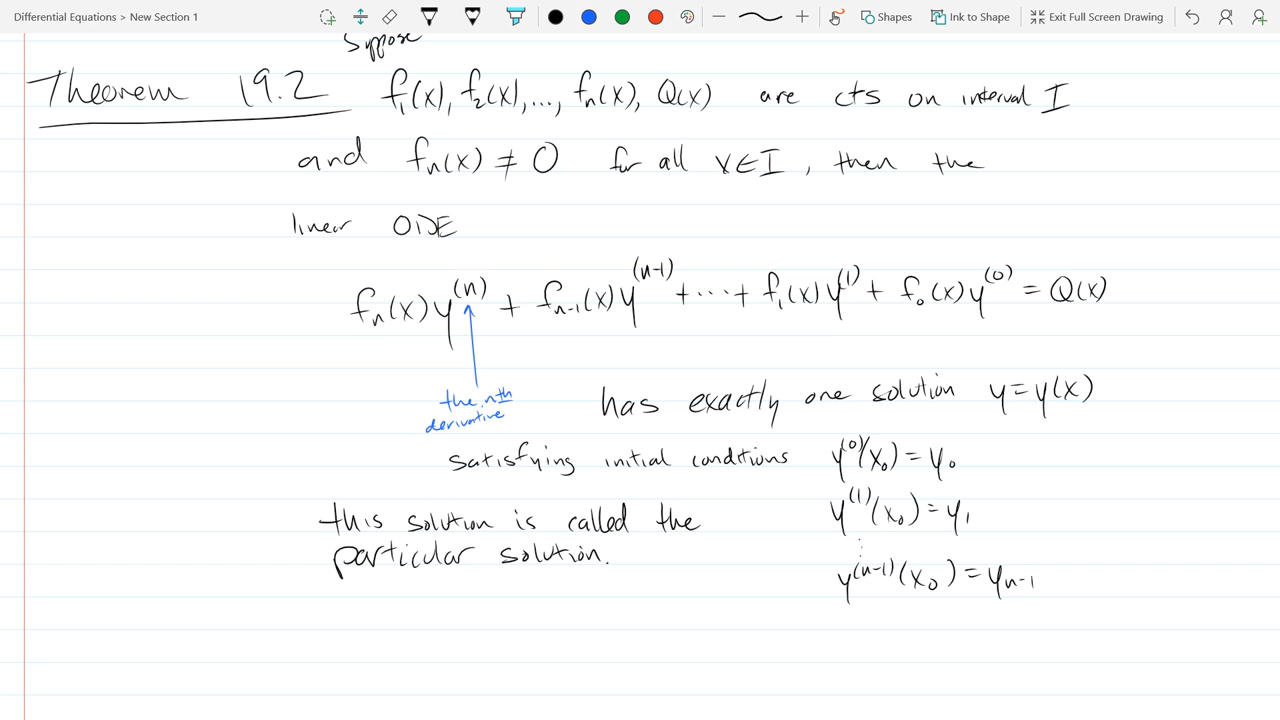 Differential Equations > New Section 1
Shapes
Ink to Shape
Exit Full Screen Drawing
Suppose
Theorem 19.2 f₁(x), f₂(x), ..., fₙ(x), Q(x) are cts on interval I
and fₙ(x) ≠ 0 for all x∈I, then the
linear ODE
fₙ(x)y⁽ⁿ⁾ + fₙ₋₁(x)y⁽ⁿ⁻¹⁾ + ⋯ + f₁(x)y⁽¹⁾ + f₀(x)y⁽⁰⁾ = Q(x)
the nth
derivative
has exactly one solution y = y(x)
satisfying initial conditions y⁽⁰⁾(x₀) = y₀
y⁽¹⁾(x₀) = y₁
⋮
y⁽ⁿ⁻¹⁾(x₀) = yₙ₋₁
this solution is called the
particular solution.